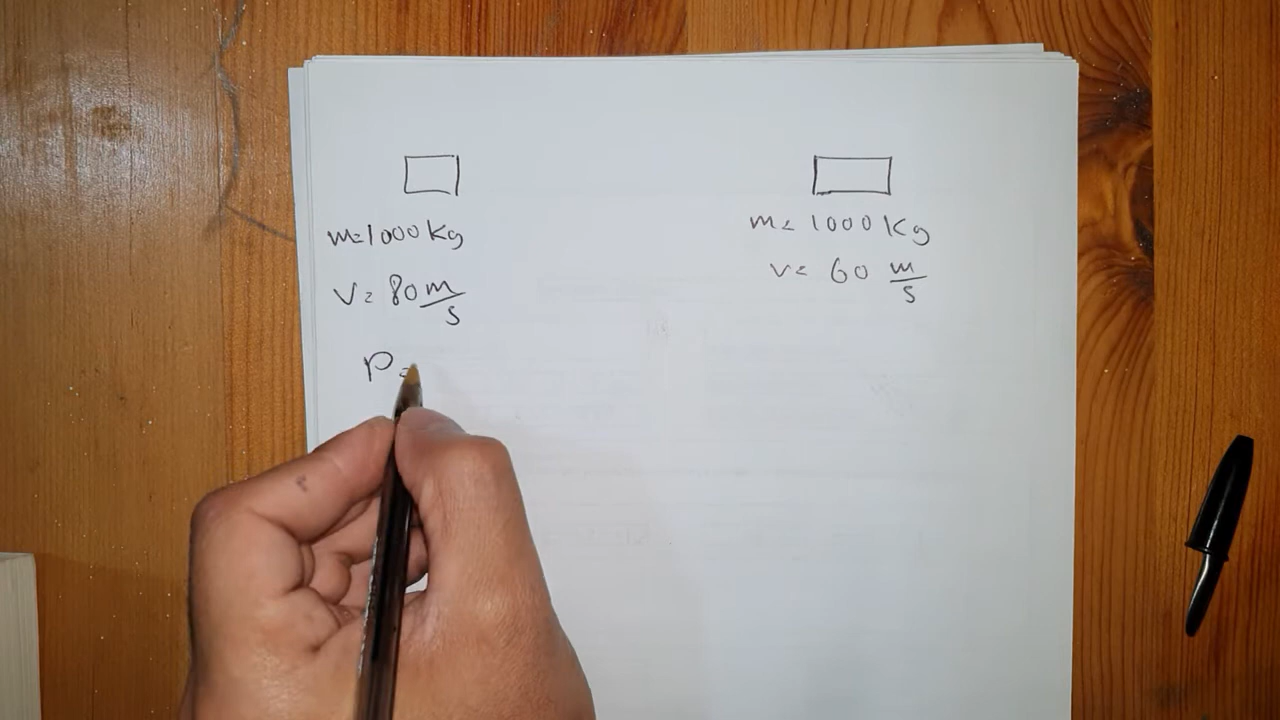 m=1000 Kg
v= 80 m/s
P=
m= 1000 Kg
v= 60 m/s